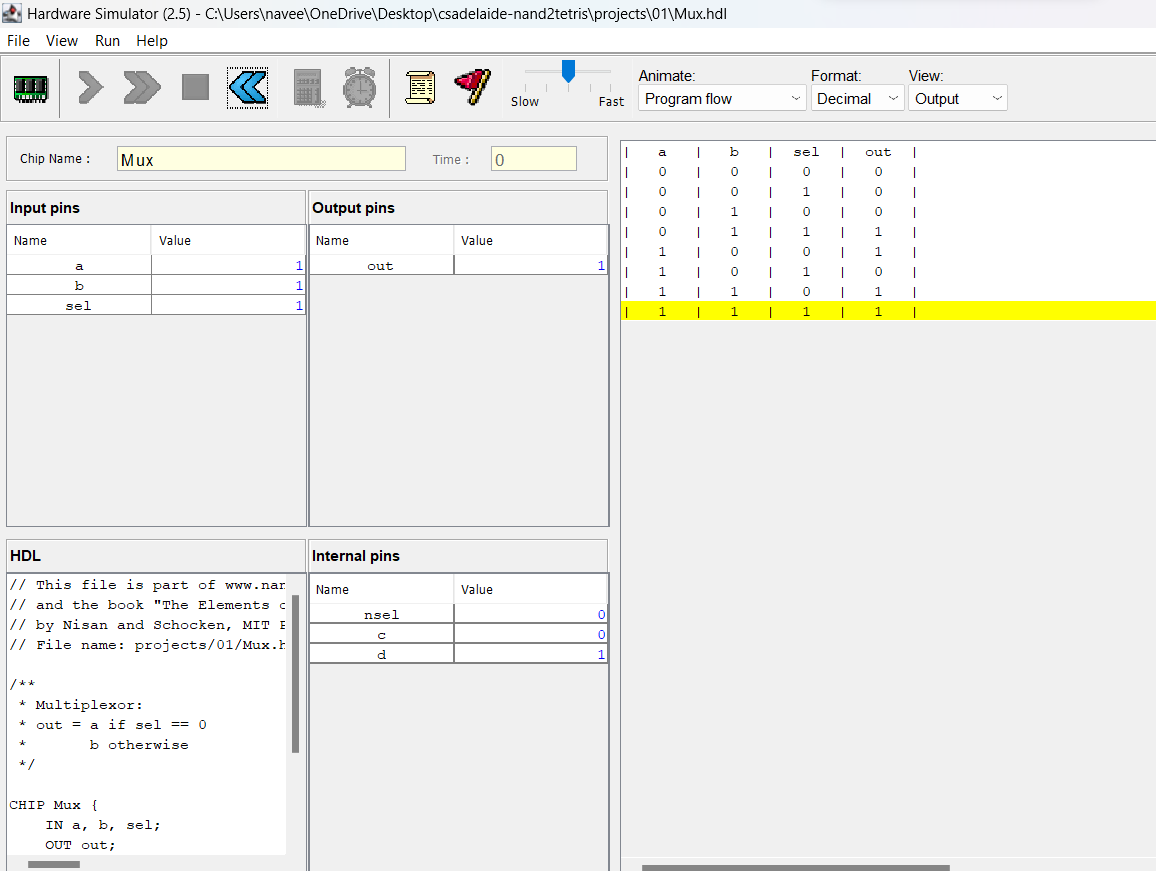 Hardware Simulator (2.5) - C:\Users\navee\OneDrive\Desktop\csadelaide-nand2tetris\projects\01\Mux.hdl
File View Run Help
Animate: Format: View:
Slow Fast Program flow Decimal Output
Chip Name : Mux Time : 0
Input pins
Name Value
a 1
b 1
sel 1
Output pins
Name Value
out 1
HDL
// This file is part of www.nan
// and the book "The Elements o
// by Nisan and Schocken, MIT P
// File name: projects/01/Mux.h
/**
* Multiplexor:
* out = a if sel == 0
* b otherwise
*/
CHIP Mux {
IN a, b, sel;
OUT out;
Internal pins
Name Value
nsel 0
c 0
d 1
| a | b | sel | out |
| 0 | 0 | 0 | 0 |
| 0 | 0 | 1 | 0 |
| 0 | 1 | 0 | 0 |
| 0 | 1 | 1 | 1 |
| 1 | 0 | 0 | 1 |
| 1 | 0 | 1 | 0 |
| 1 | 1 | 0 | 1 |
| 1 | 1 | 1 | 1 |